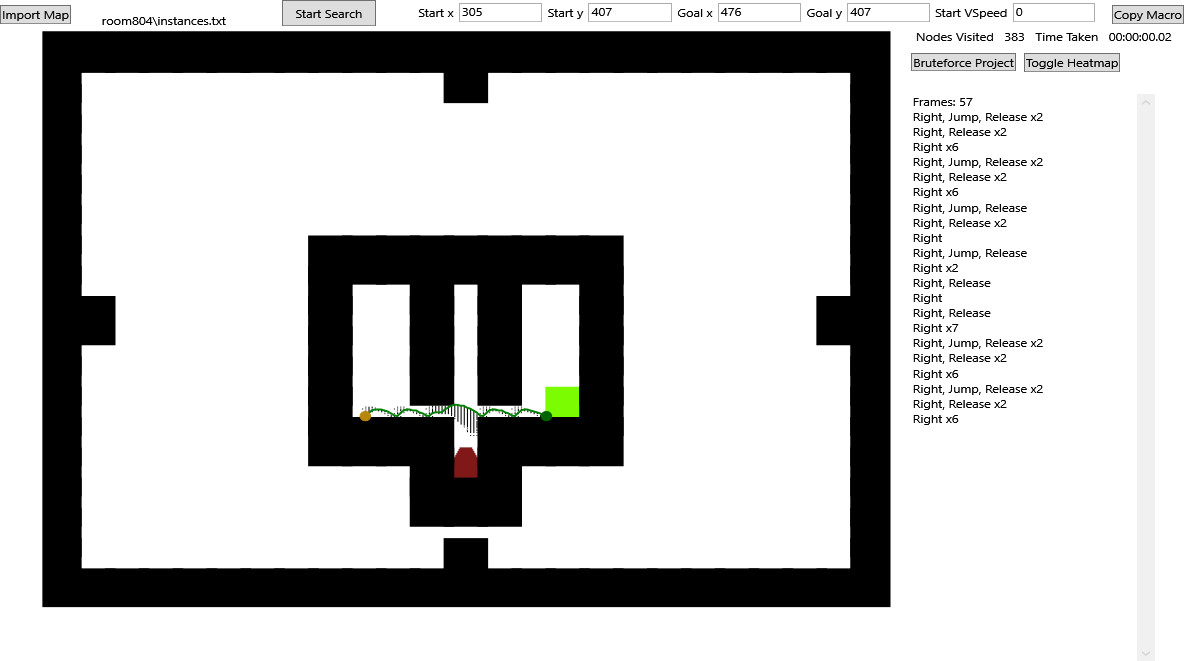 Import Map room804\instances.txt Start Search Start x 305 Start y 407 Goal x 476 Goal y 407 Start VSpeed 0 Copy Macro
Nodes Visited 383 Time Taken 00:00:00.02
Bruteforce Project Toggle Heatmap
Frames: 57
Right, Jump, Release x2
Right, Release x2
Right x6
Right, Jump, Release x2
Right, Release x2
Right x6
Right, Jump, Release
Right, Release x2
Right
Right, Jump, Release
Right x2
Right, Release
Right
Right, Release
Right x7
Right, Jump, Release x2
Right, Release x2
Right x6
Right, Jump, Release x2
Right, Release x2
Right x6